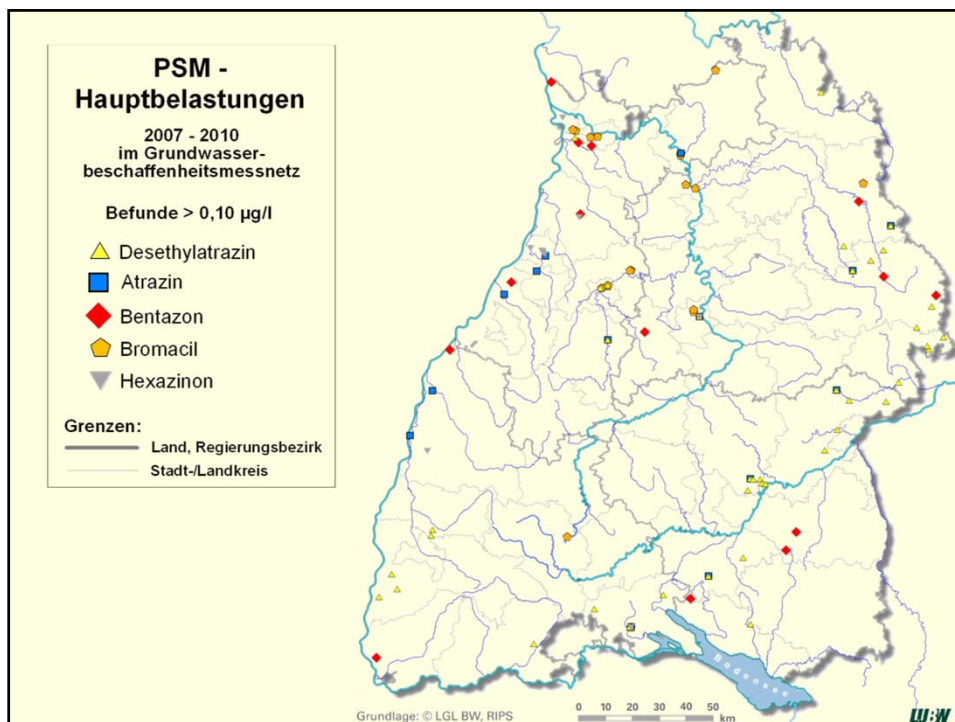 PSM -
Hauptbelastungen
2007 - 2010
im Grundwasser-
beschaffenheitsmessnetz
Befunde > 0,10 µg/l
Desethylatrazin
Atrazin
Bentazon
Bromacil
Hexazinon
Grenzen:
Land, Regierungsbezirk
Stadt-/Landkreis
Bodensee
Grundlage: © LGL BW, RIPS
0 10 20 30 40 50
km
LUBW